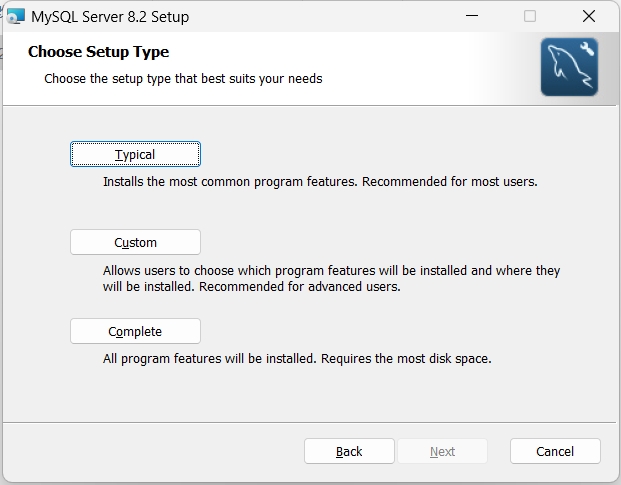 MySQL Server 8.2 Setup
Choose Setup Type
Choose the setup type that best suits your needs
Typical
Installs the most common program features. Recommended for most users.
Custom
Allows users to choose which program features will be installed and where they
will be installed. Recommended for advanced users.
Complete
All program features will be installed. Requires the most disk space.
Back Next Cancel